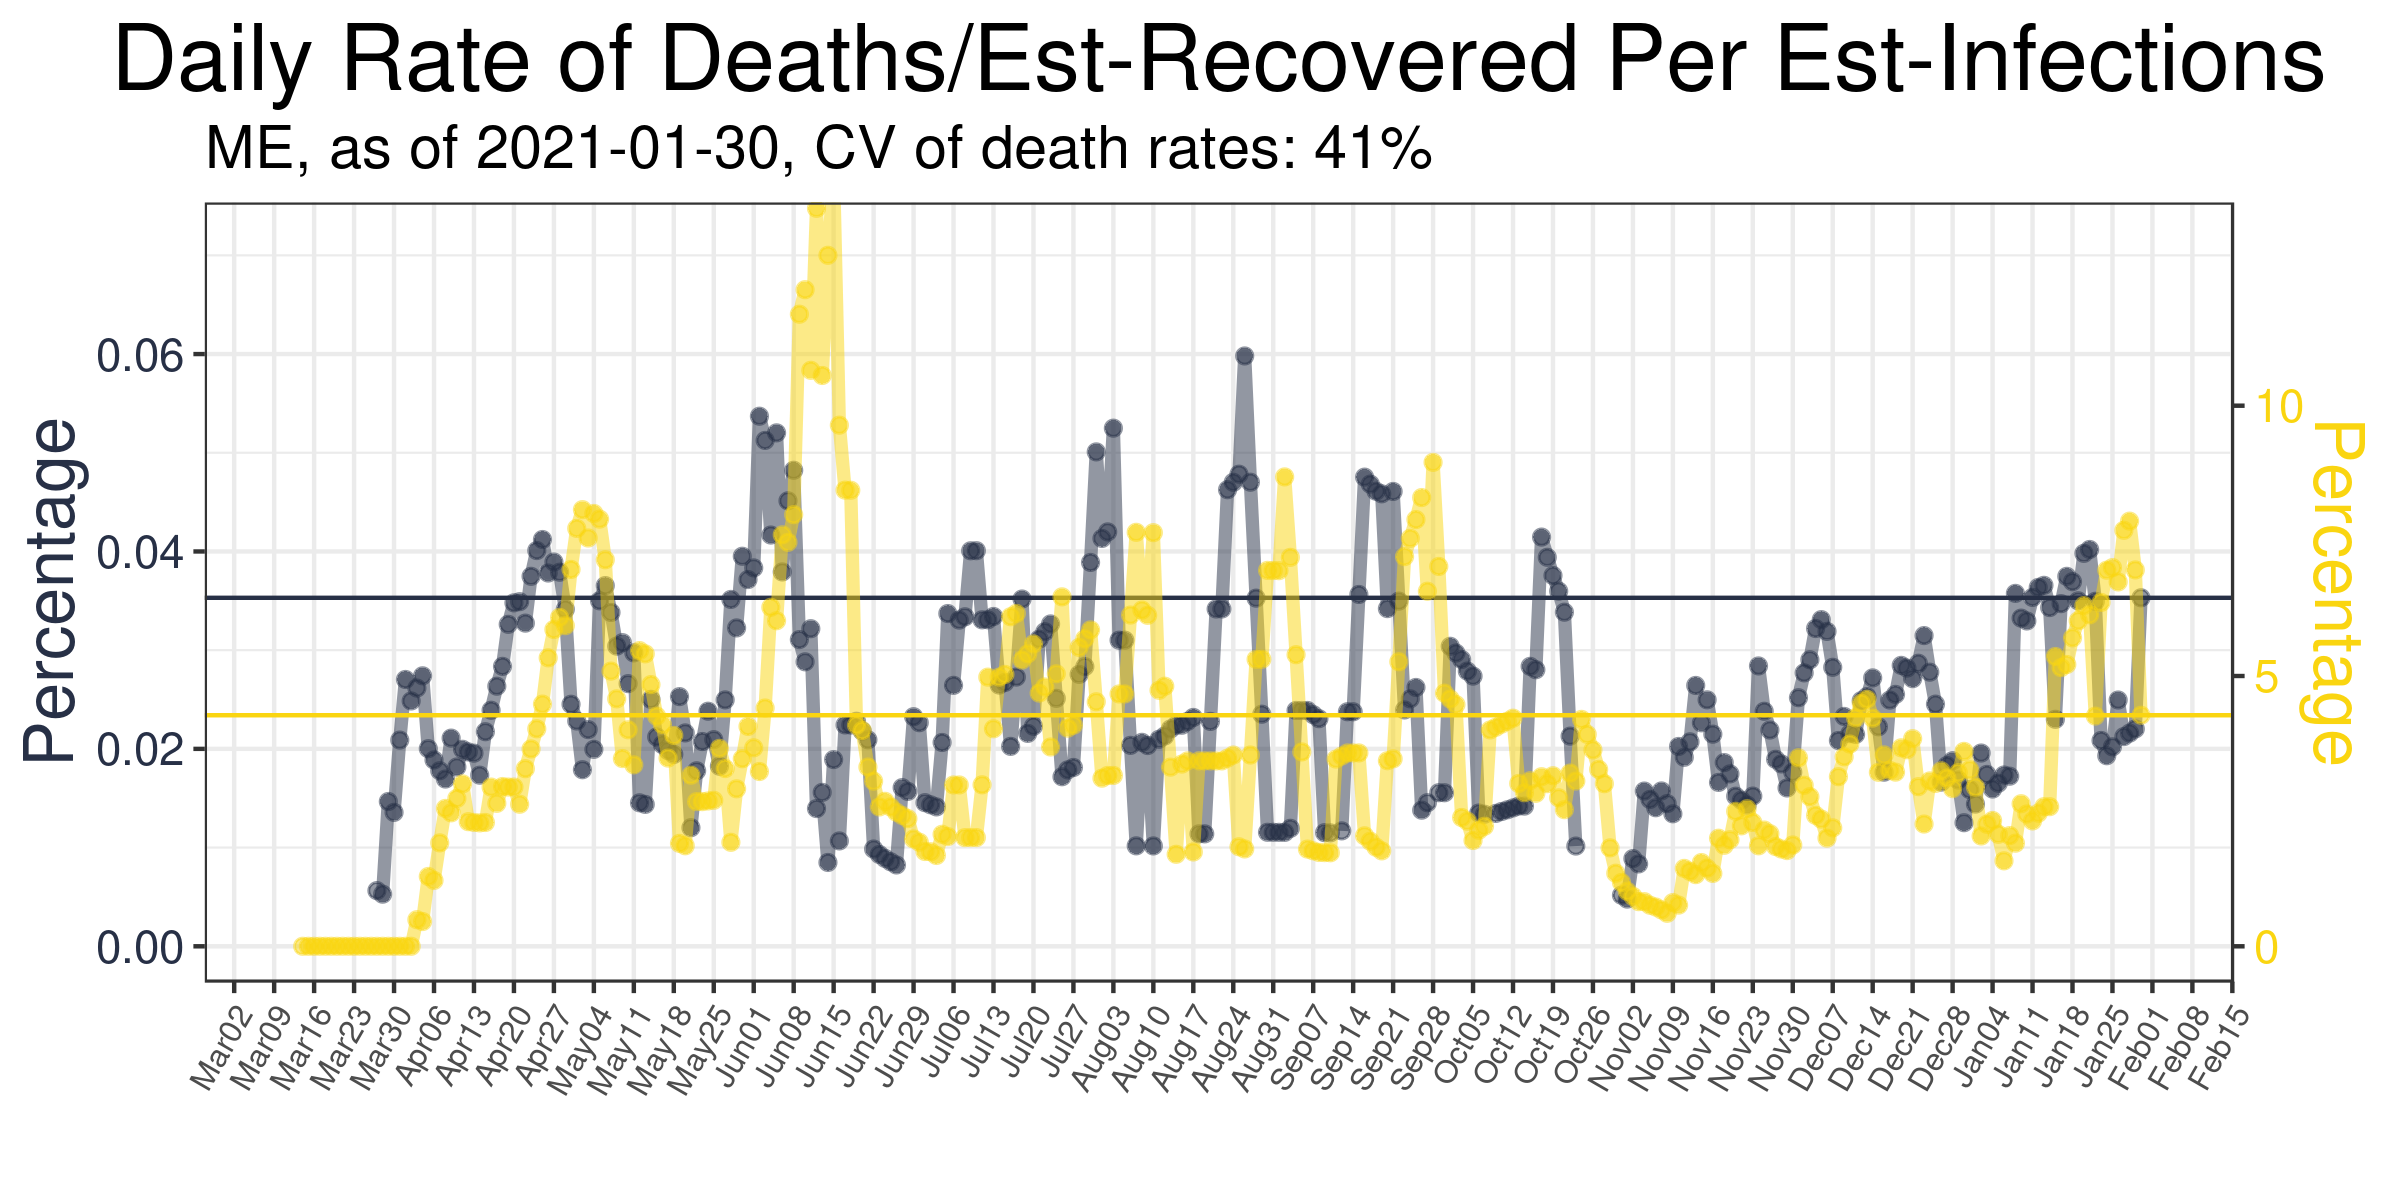 Daily Rate of Deaths/Est-Recovered Per Est-Infections
ME, as of 2021-01-30, CV of death rates: 41%
Percentage
0.06
0.04
0.02
0.00
10
5
0
Percentage
Mar02
Mar09
Mar16
Mar23
Mar30
Apr06
Apr13
Apr20
Apr27
May04
May11
May18
May25
Jun01
Jun08
Jun15
Jun22
Jun29
Jul06
Jul13
Jul20
Jul27
Aug03
Aug10
Aug17
Aug24
Aug31
Sep07
Sep14
Sep21
Sep28
Oct05
Oct12
Oct19
Oct26
Nov02
Nov09
Nov16
Nov23
Nov30
Dec07
Dec14
Dec21
Dec28
Jan04
Jan11
Jan18
Jan25
Feb01
Feb08
Feb15